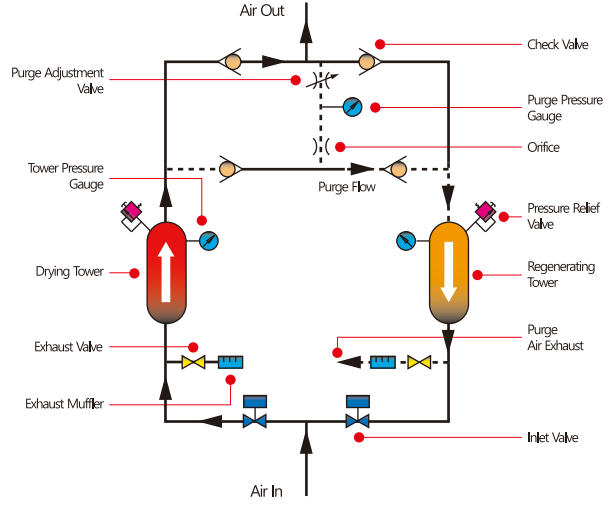 Air Out
Check Valve
Purge Adjustment
Valve
Purge Pressure
Gauge
Orifice
Tower Pressure
Gauge
Purge Flow
Pressure Relief
Valve
Drying Tower
Regenerating
Tower
Exhaust Valve
Purge
Air Exhaust
Exhaust Muffler
Inlet Valve
Air In